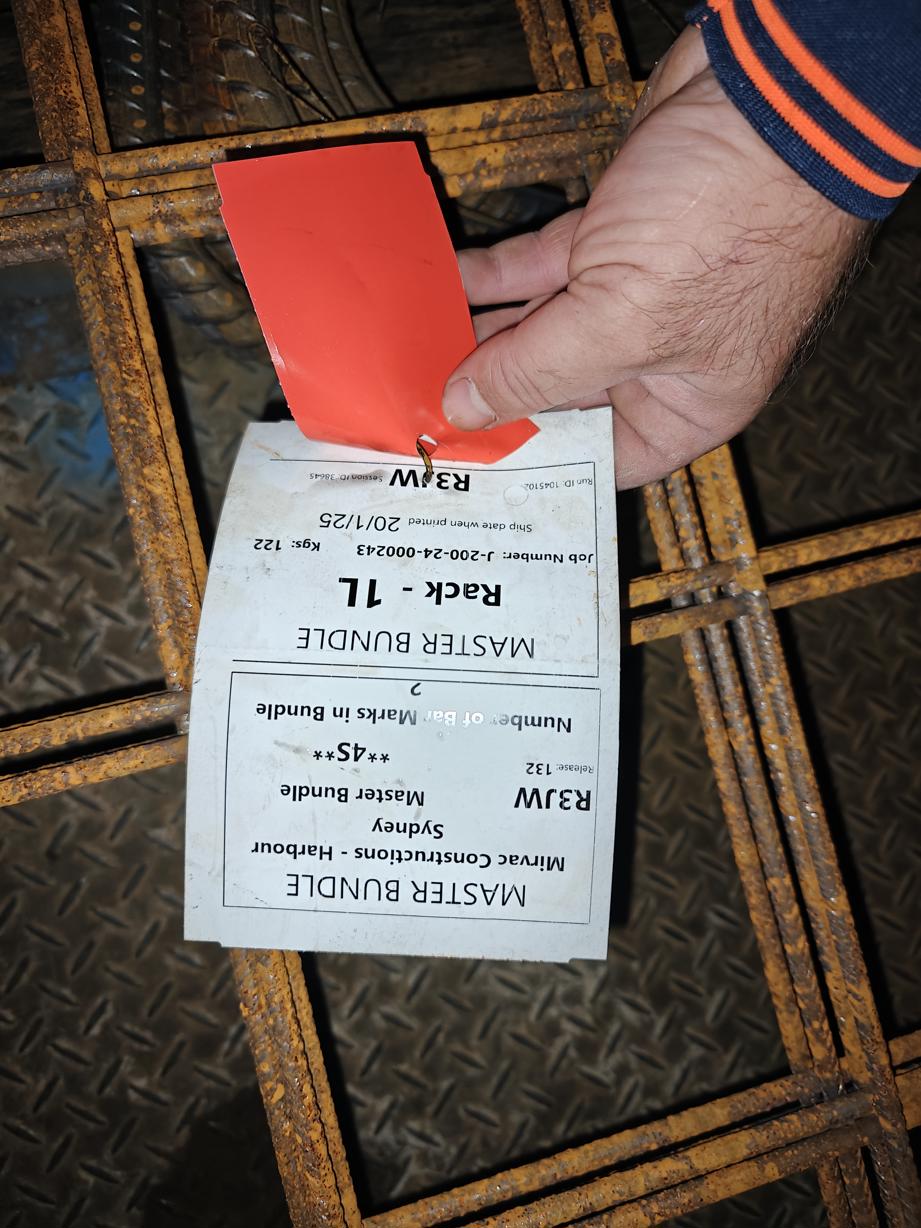 MASTER BUNDLE
Mirvac Constructions - Harbour
Sydney
R3JW Master Bundle
Release: 132 **4S**
Number of Bar Marks in Bundle
2
MASTER BUNDLE
Rack - 1L
Job Number: J-200-24-000243 Kgs: 122
Ship date when printed 20/1/25
Run ID: 1045102 R3JW Session ID: 38645